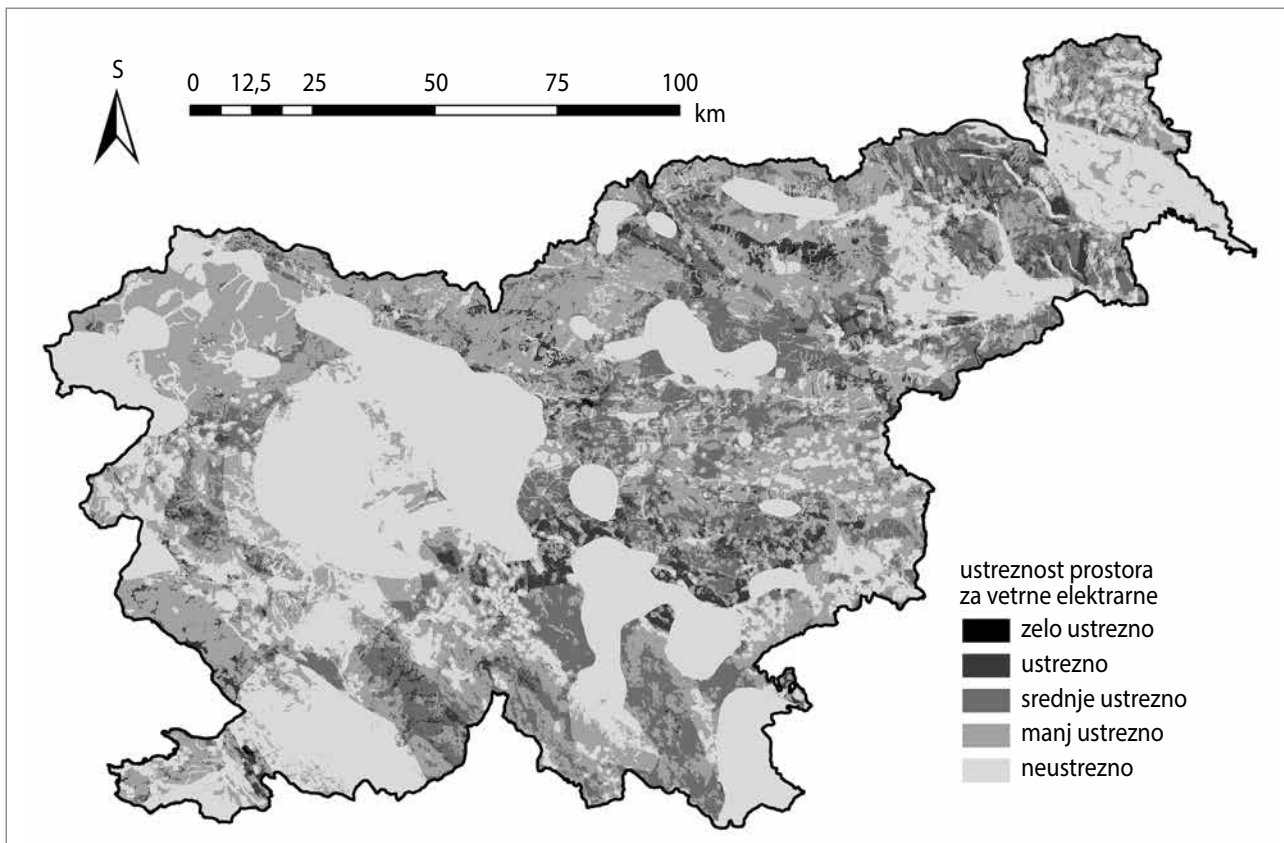 S
0 12,5 25 50 75 100
km
ustreznost prostora
za vetrne elektrarne
zelo ustrezno
ustrezno
srednje ustrezno
manj ustrezno
neustrezno